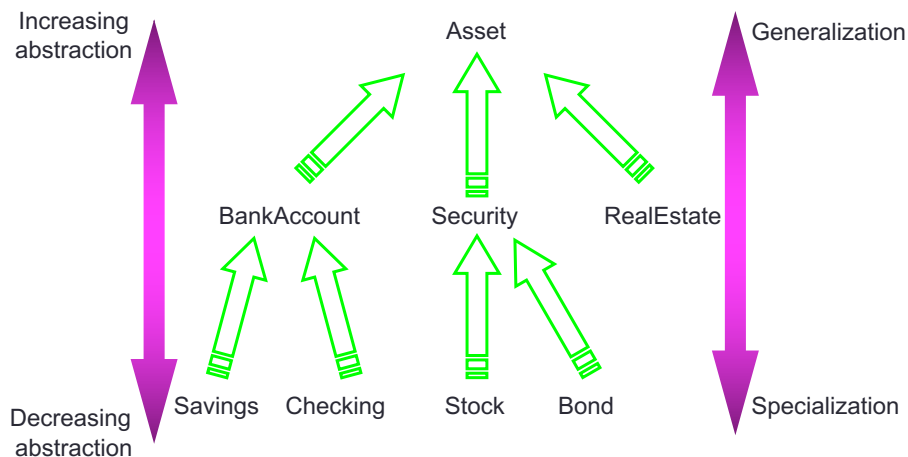 Increasing
abstraction
Asset
Generalization
BankAccount
Security
RealEstate
Savings
Checking
Stock
Bond
Specialization
Decreasing
abstraction